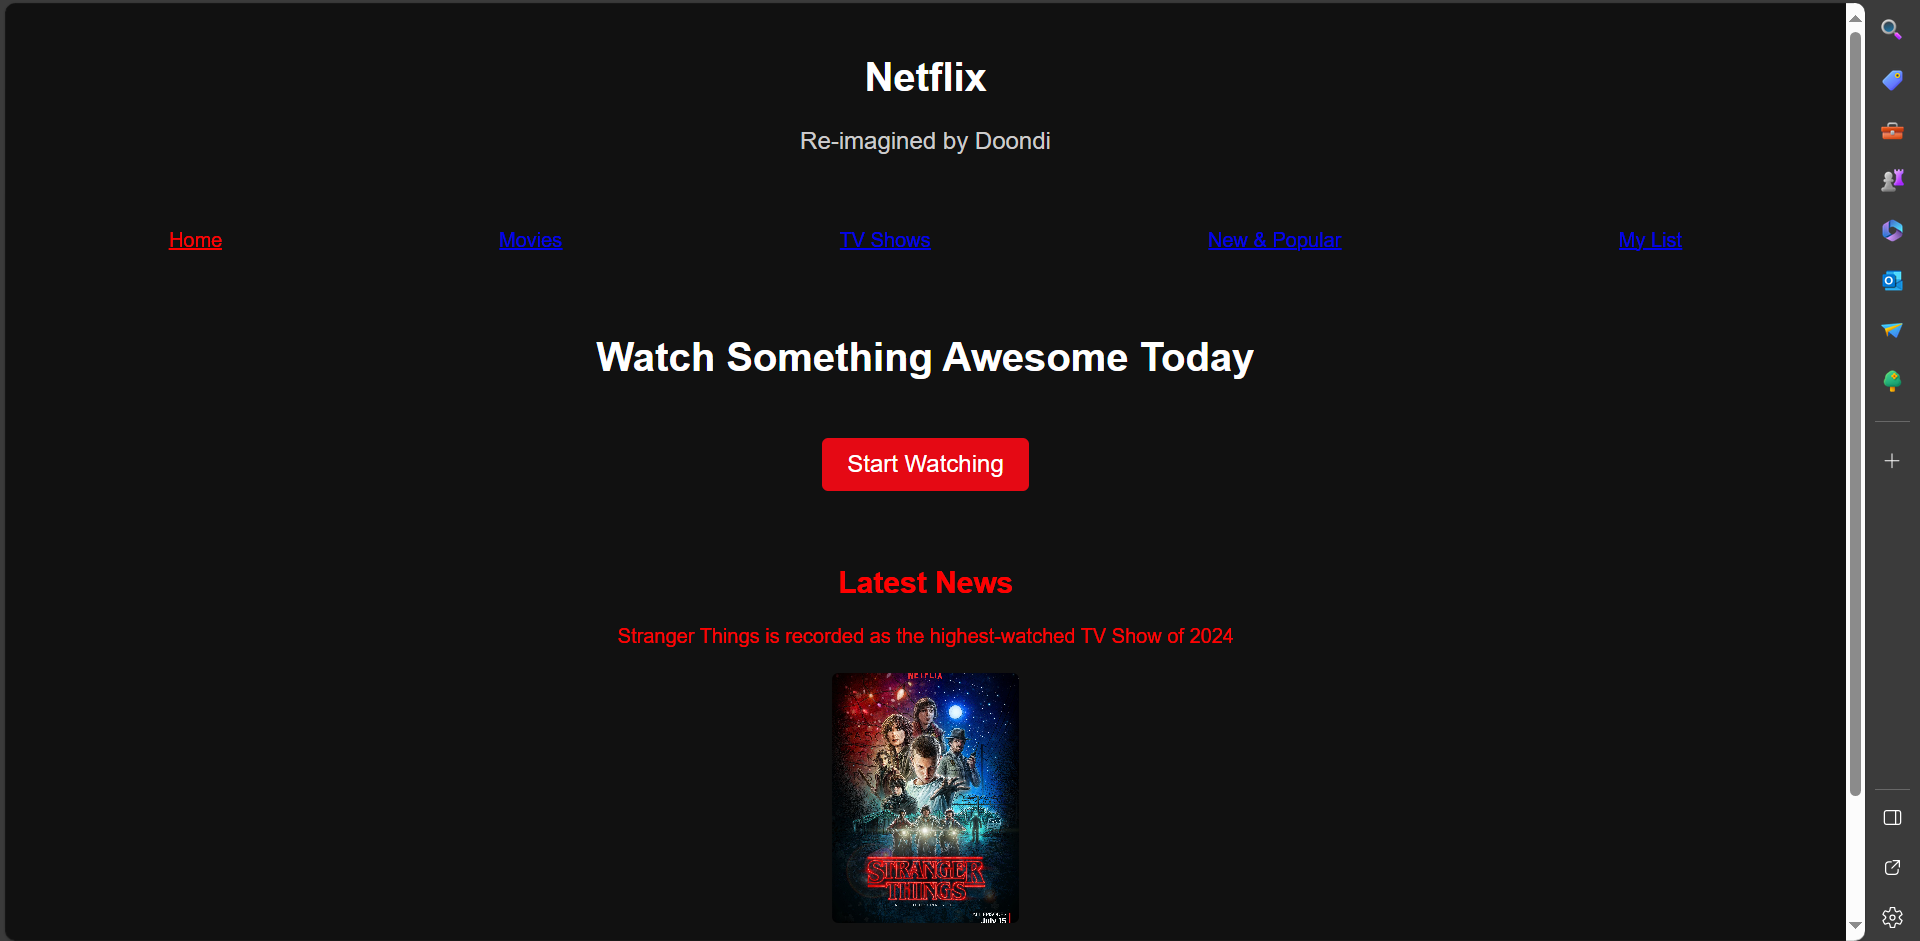 Netflix
Re-imagined by Doondi
Home Movies TV Shows New & Popular My List
Watch Something Awesome Today
Start Watching
Latest News
Stranger Things is recorded as the highest-watched TV Show of 2024
NETFLIX
STRANGER
THINGS
July 15